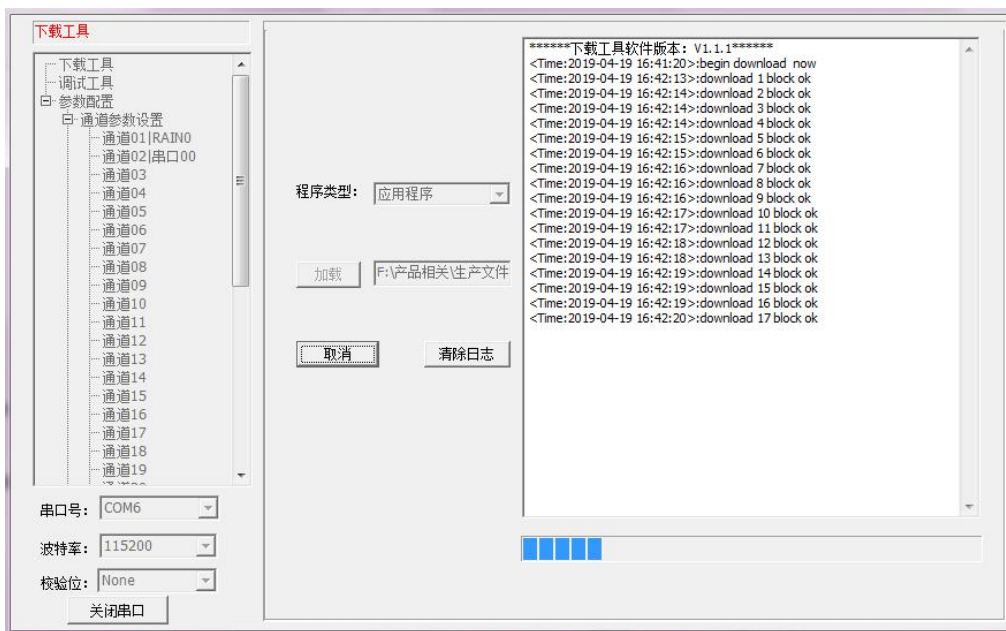 下载工具
下载工具
调试工具
参数配置
通道参数设置
通道01|RAIN0
通道02|串口00
通道03
通道04
通道05
通道06
通道07
通道08
通道09
通道10
通道11
通道12
通道13
通道14
通道15
通道16
通道17
通道18
通道19
串口号: COM6
波特率: 115200
校验位: None
关闭串口
程序类型: 应用程序
加载 F:\产品相关\生产文件
取消 清除日志
******下载工具软件版本: V1.1.1******
<Time:2019-04-19 16:41:20>:begin download now
<Time:2019-04-19 16:42:13>:download 1 block ok
<Time:2019-04-19 16:42:14>:download 2 block ok
<Time:2019-04-19 16:42:14>:download 3 block ok
<Time:2019-04-19 16:42:14>:download 4 block ok
<Time:2019-04-19 16:42:15>:download 5 block ok
<Time:2019-04-19 16:42:15>:download 6 block ok
<Time:2019-04-19 16:42:16>:download 7 block ok
<Time:2019-04-19 16:42:16>:download 8 block ok
<Time:2019-04-19 16:42:16>:download 9 block ok
<Time:2019-04-19 16:42:17>:download 10 block ok
<Time:2019-04-19 16:42:17>:download 11 block ok
<Time:2019-04-19 16:42:18>:download 12 block ok
<Time:2019-04-19 16:42:18>:download 13 block ok
<Time:2019-04-19 16:42:19>:download 14 block ok
<Time:2019-04-19 16:42:19>:download 15 block ok
<Time:2019-04-19 16:42:19>:download 16 block ok
<Time:2019-04-19 16:42:20>:download 17 block ok